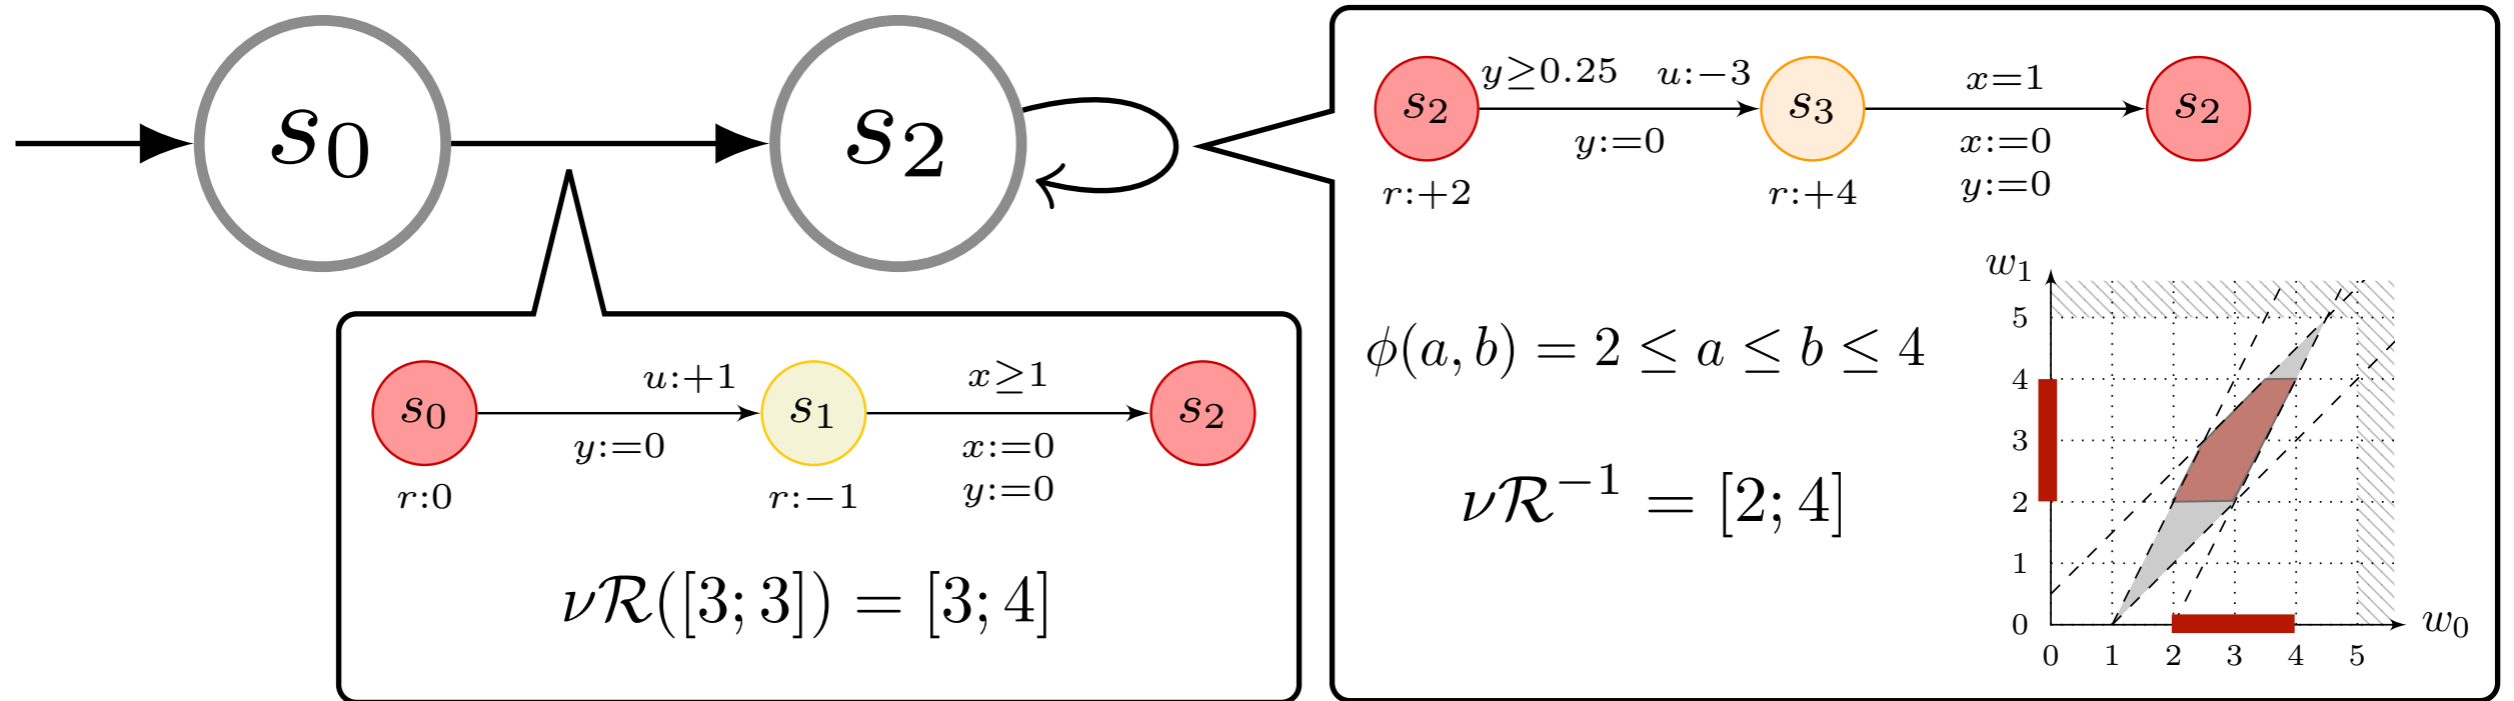 s₀
s₂
s₂
y≥0.25
u:−3
y:=0
s₃
x=1
x:=0
y:=0
s₂
r:+2
r:+4
ϕ(a, b) = 2 ≤ a ≤ b ≤ 4
νℛ⁻¹ = [2; 4]
w₁
5
4
3
2
1
0
0 1 2 3 4 5
w₀
s₀
u:+1
y:=0
s₁
x≥1
x:=0
y:=0
s₂
r:0
r:−1
νℛ([3; 3]) = [3; 4]